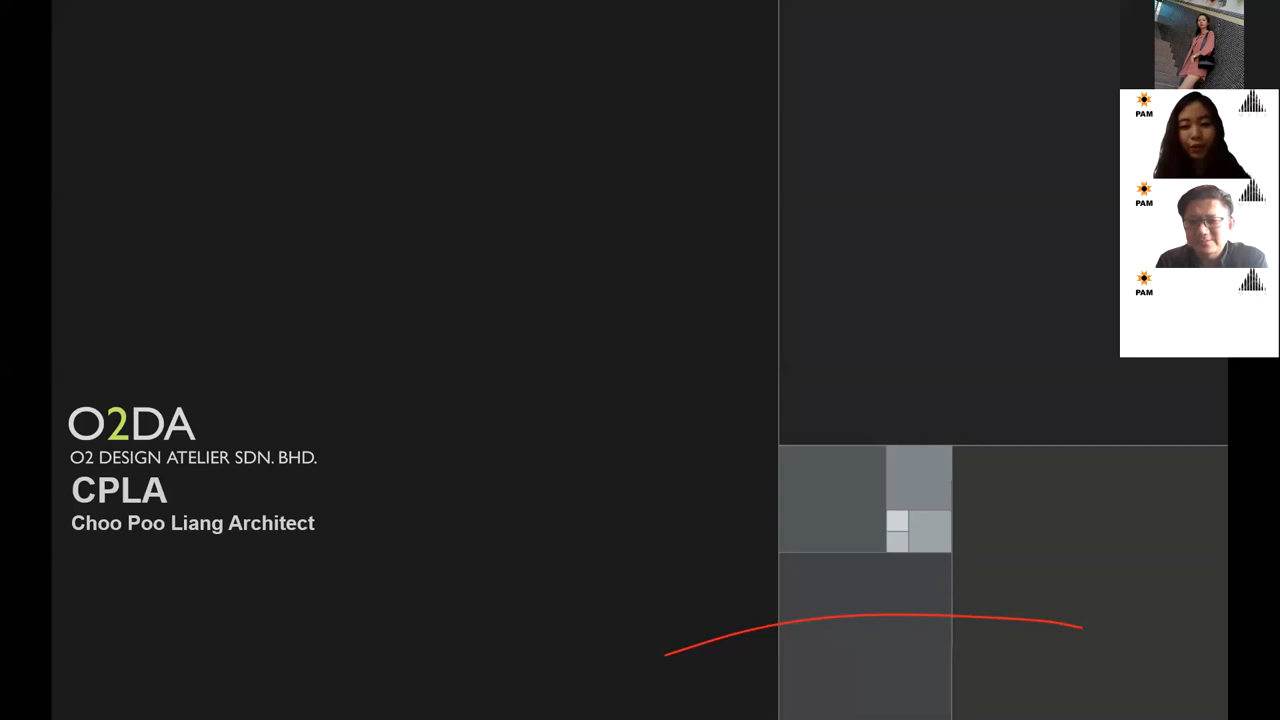 O2DA
O2 DESIGN ATELIER SDN. BHD.
CPLA
Choo Poo Liang Architect
PAM
PAM
PAM